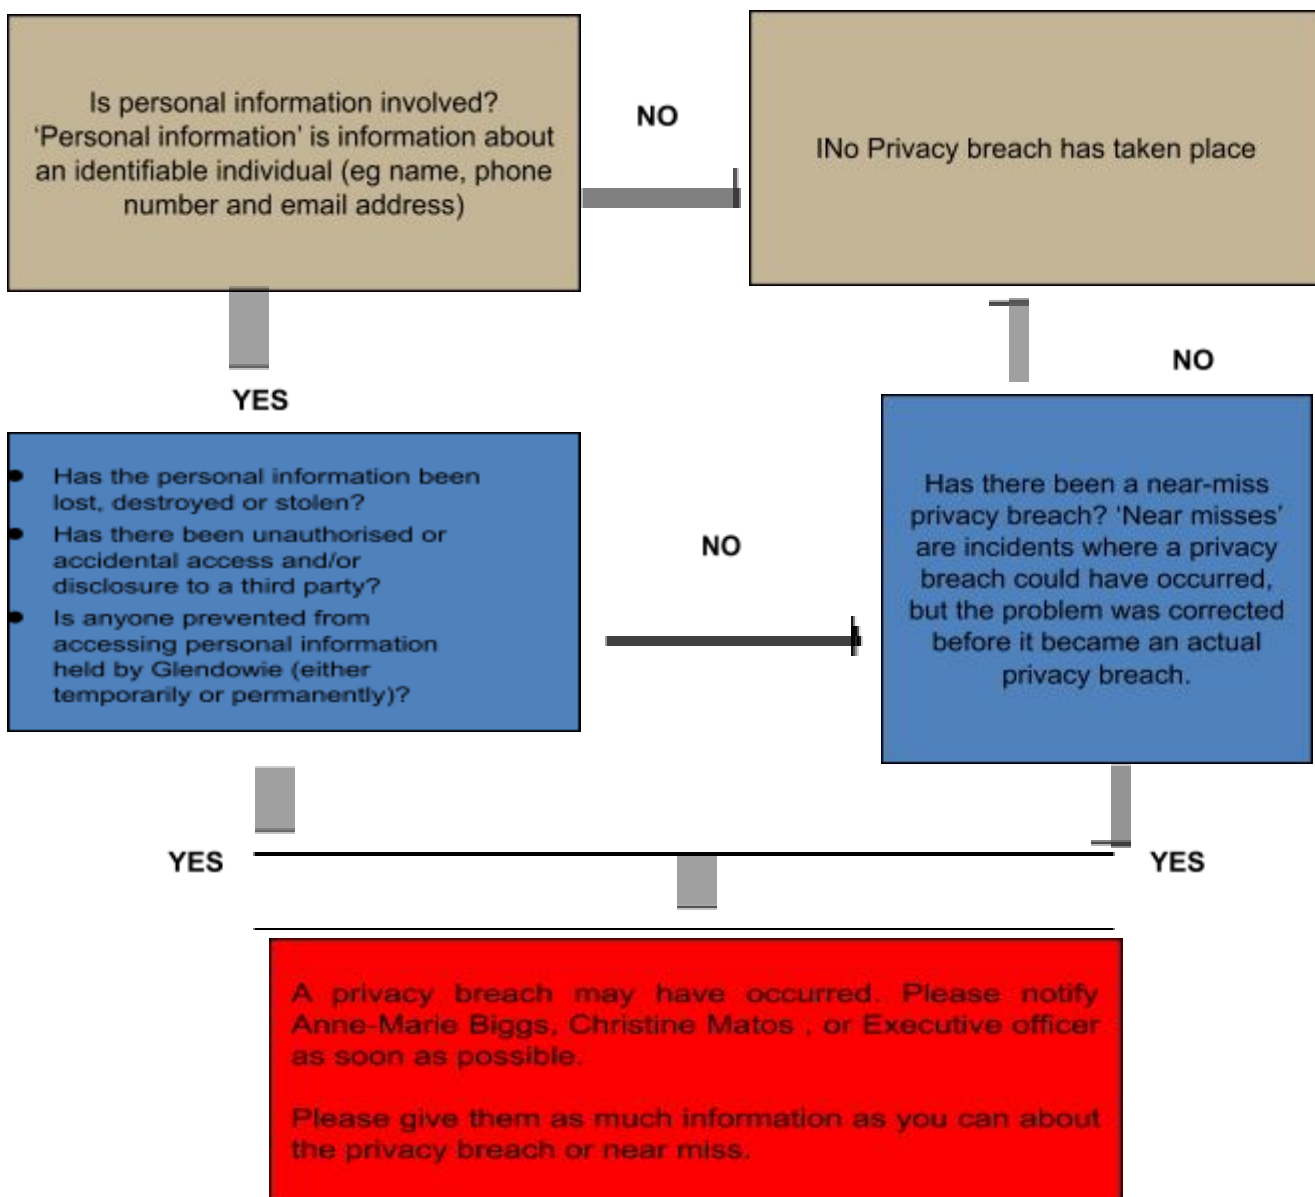 Is personal information involved?
‘Personal information’ is information about
an identifiable individual (eg name, phone
number and email address)
NO
INo Privacy breach has taken place
YES
NO
• Has the personal information been
lost, destroyed or stolen?
• Has there been unauthorised or
accidental access and/or
disclosure to a third party?
• Is anyone prevented from
accessing personal information
held by Glendowie (either
temporarily or permanently)?
NO
Has there been a near-miss
privacy breach? ‘Near misses’
are incidents where a privacy
breach could have occurred,
but the problem was corrected
before it became an actual
privacy breach.
YES
YES
A privacy breach may have occurred. Please notify
Anne-Marie Biggs, Christine Matos , or Executive officer
as soon as possible.
Please give them as much information as you can about
the privacy breach or near miss.